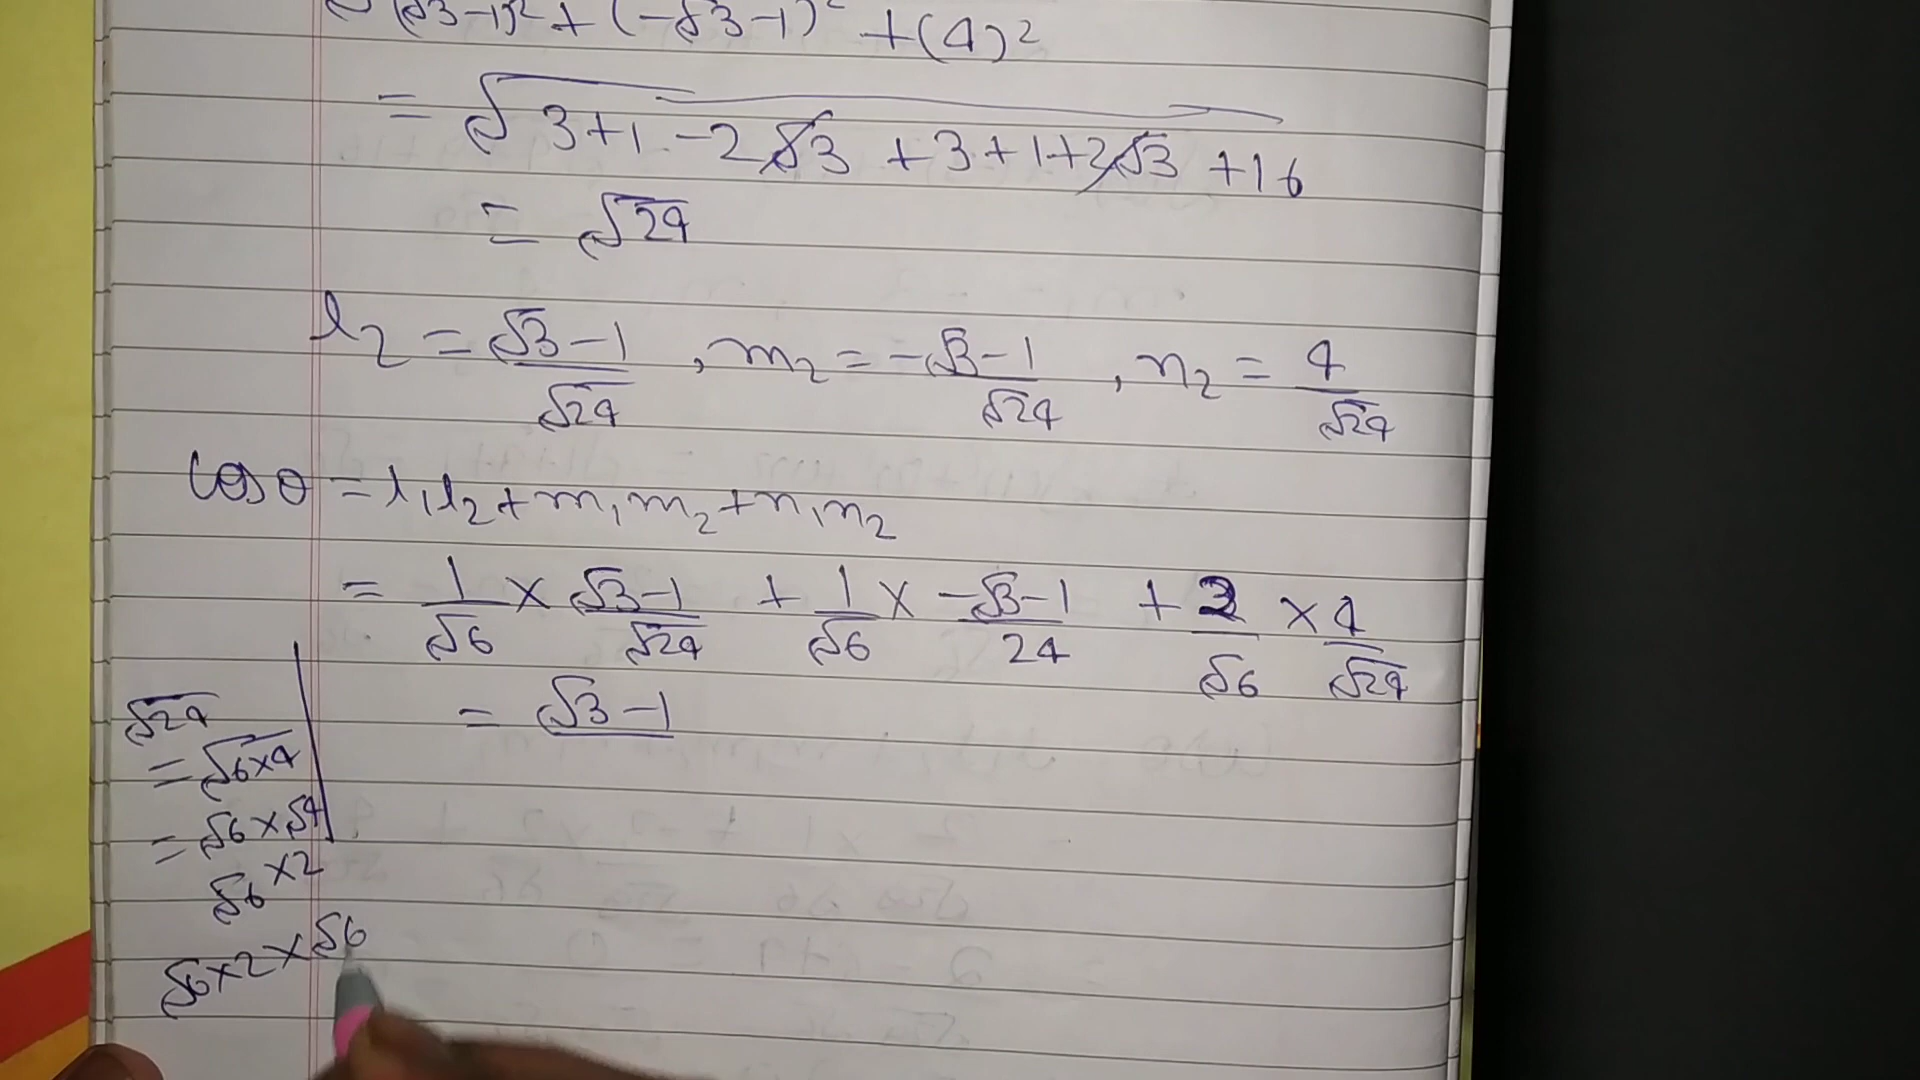 √(√3-1)² + (-√3-1)² + (4)²
= √3+1-2√3 +3+1+2√3 +16
= √24
l₂ = √3-1/√24 , m₂ = -√3-1/√24 , n₂ = 4/√24
Cos θ = l₁l₂ + m₁m₂ + n₁n₂
= 1/√6 × √3-1/√24 + 1/√6 × -√3-1/24 + 2/√6 × 4/√24
= √3-1
√24
= √6×4
= √6 × √4
√6 ×2
√6×2×√6